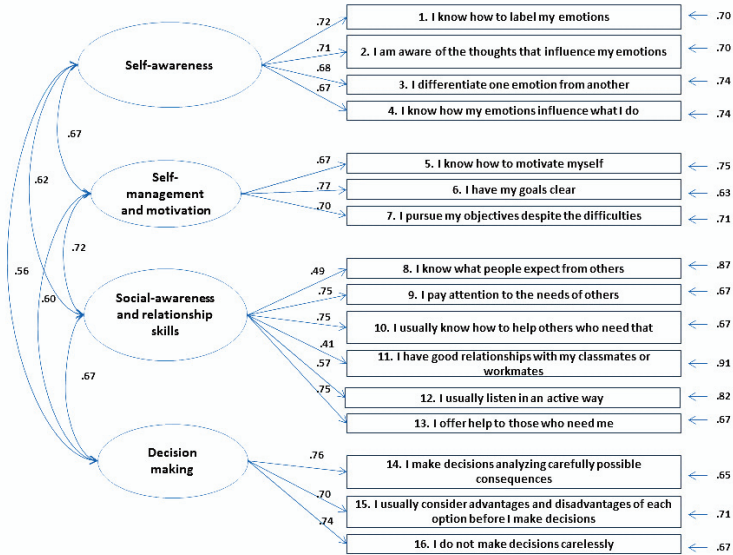 .72
1. I know how to label my emotions
.70
.71
2. I am aware of the thoughts that influence my emotions
.70
Self-awareness
.68
3. I differentiate one emotion from another
.74
.67
4. I know how my emotions influence what I do
.74
.67
.67
5. I know how to motivate myself
.75
Self-
management
and motivation
.77
6. I have my goals clear
.63
.70
7. I pursue my objectives despite the difficulties
.71
.62
.72
.56
.60
.49
8. I know what people expect from others
.87
.75
9. I pay attention to the needs of others
.67
Social-awareness
and relationship
skills
.75
10. I usually know how to help others who need that
.67
.41
11. I have good relationships with my classmates or
workmates
.91
.57
12. I usually listen in an active way
.82
.75
13. I offer help to those who need me
.67
.67
Decision
making
.76
14. I make decisions analyzing carefully possible
consequences
.65
.70
15. I usually consider advantages and disadvantages of each
option before I make decisions
.71
.74
16. I do not make decisions carelessly
.67